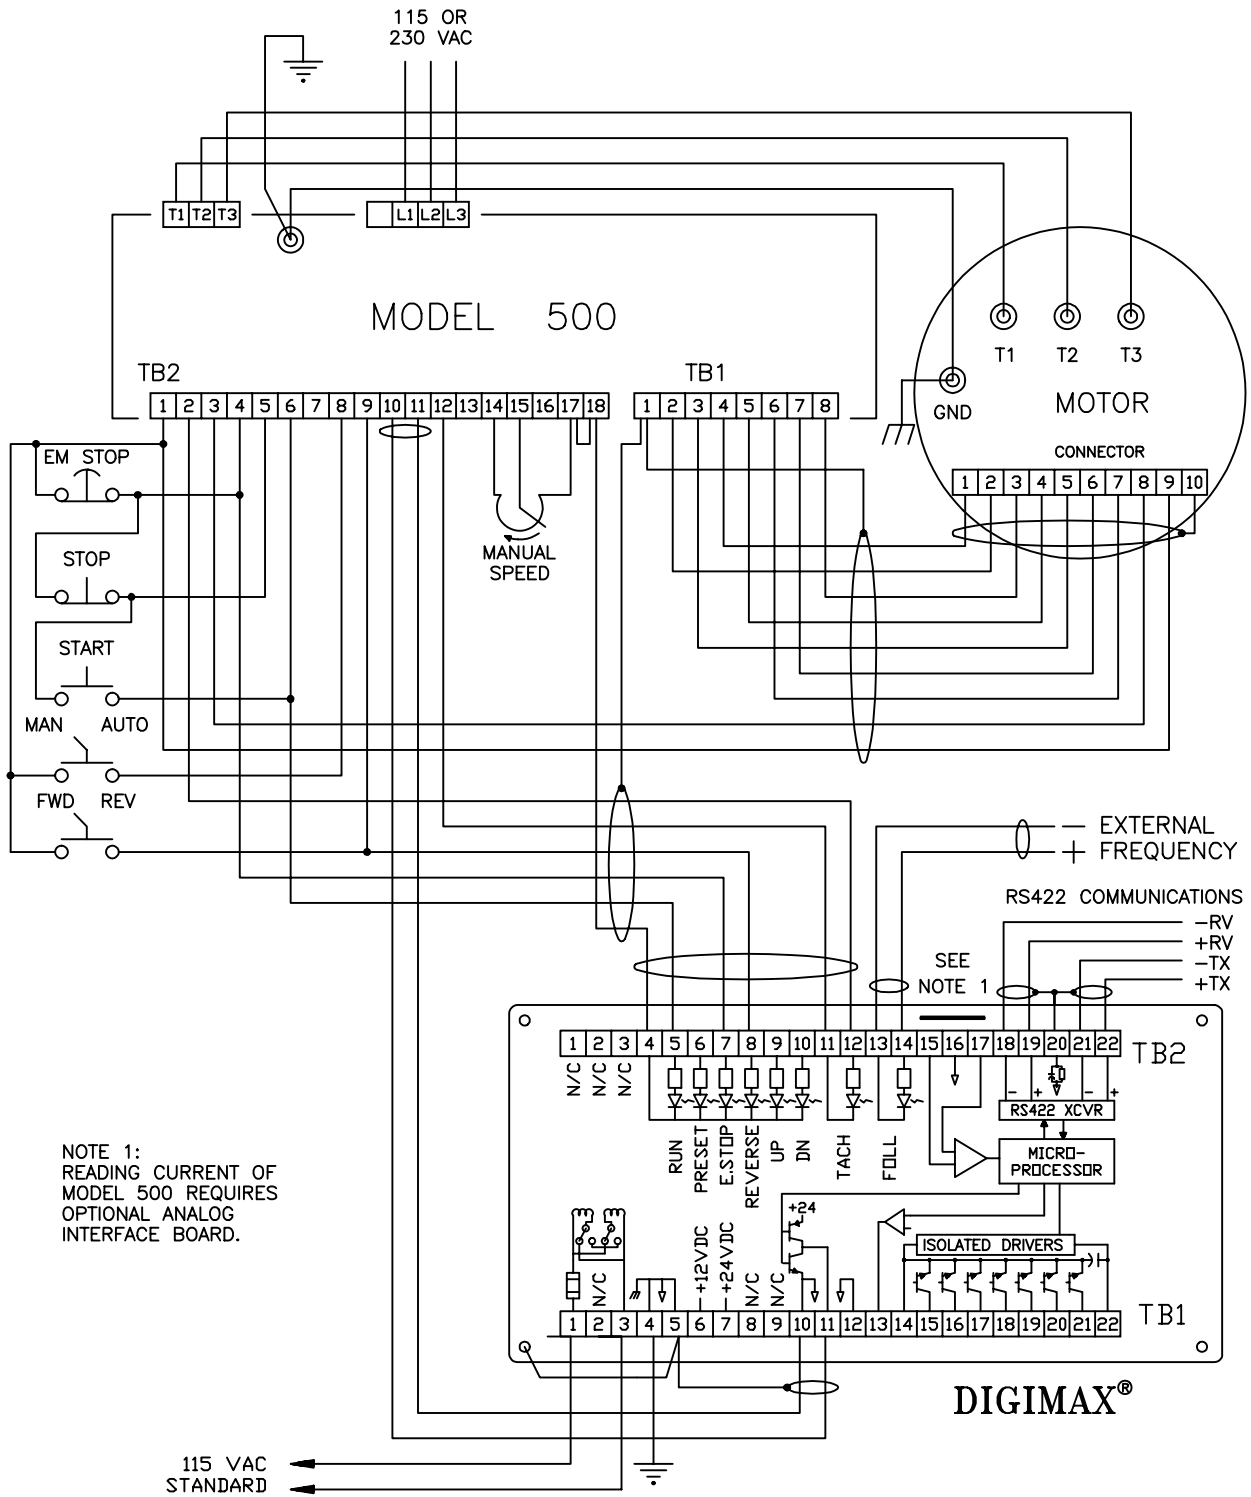 115 OR
230 VAC
T1 T2 T3
L1 L2 L3
MODEL 500
T1 T2 T3
MOTOR
GND
CONNECTOR
1 2 3 4 5 6 7 8 9 10
TB2
1 2 3 4 5 6 7 8 9 10 11 12 13 14 15 16 17 18
TB1
1 2 3 4 5 6 7 8
EM STOP
STOP
START
MAN AUTO
FWD REV
MANUAL
SPEED
− EXTERNAL
+ FREQUENCY
RS422 COMMUNICATIONS
-RV
+RV
-TX
+TX
SEE
NOTE 1
1 2 3 4 5 6 7 8 9 10 11 12 13 14 15 16 17 18 19 20 21 22
TB2
N/C
N/C
N/C
RUN
PRESET
E.STOP
REVERSE
UP
DN
TACH
FOLL
- + - +
RS422 XCVR
MICRO-
PROCESSOR
NOTE 1:
READING CURRENT OF
MODEL 500 REQUIRES
OPTIONAL ANALOG
INTERFACE BOARD.
+24
ISOLATED DRIVERS
N/C
+12VDC
+24VDC
N/C
N/C
1 2 3 4 5 6 7 8 9 10 11 12 13 14 15 16 17 18 19 20 21 22
TB1
DIGIMAX®
115 VAC
STANDARD